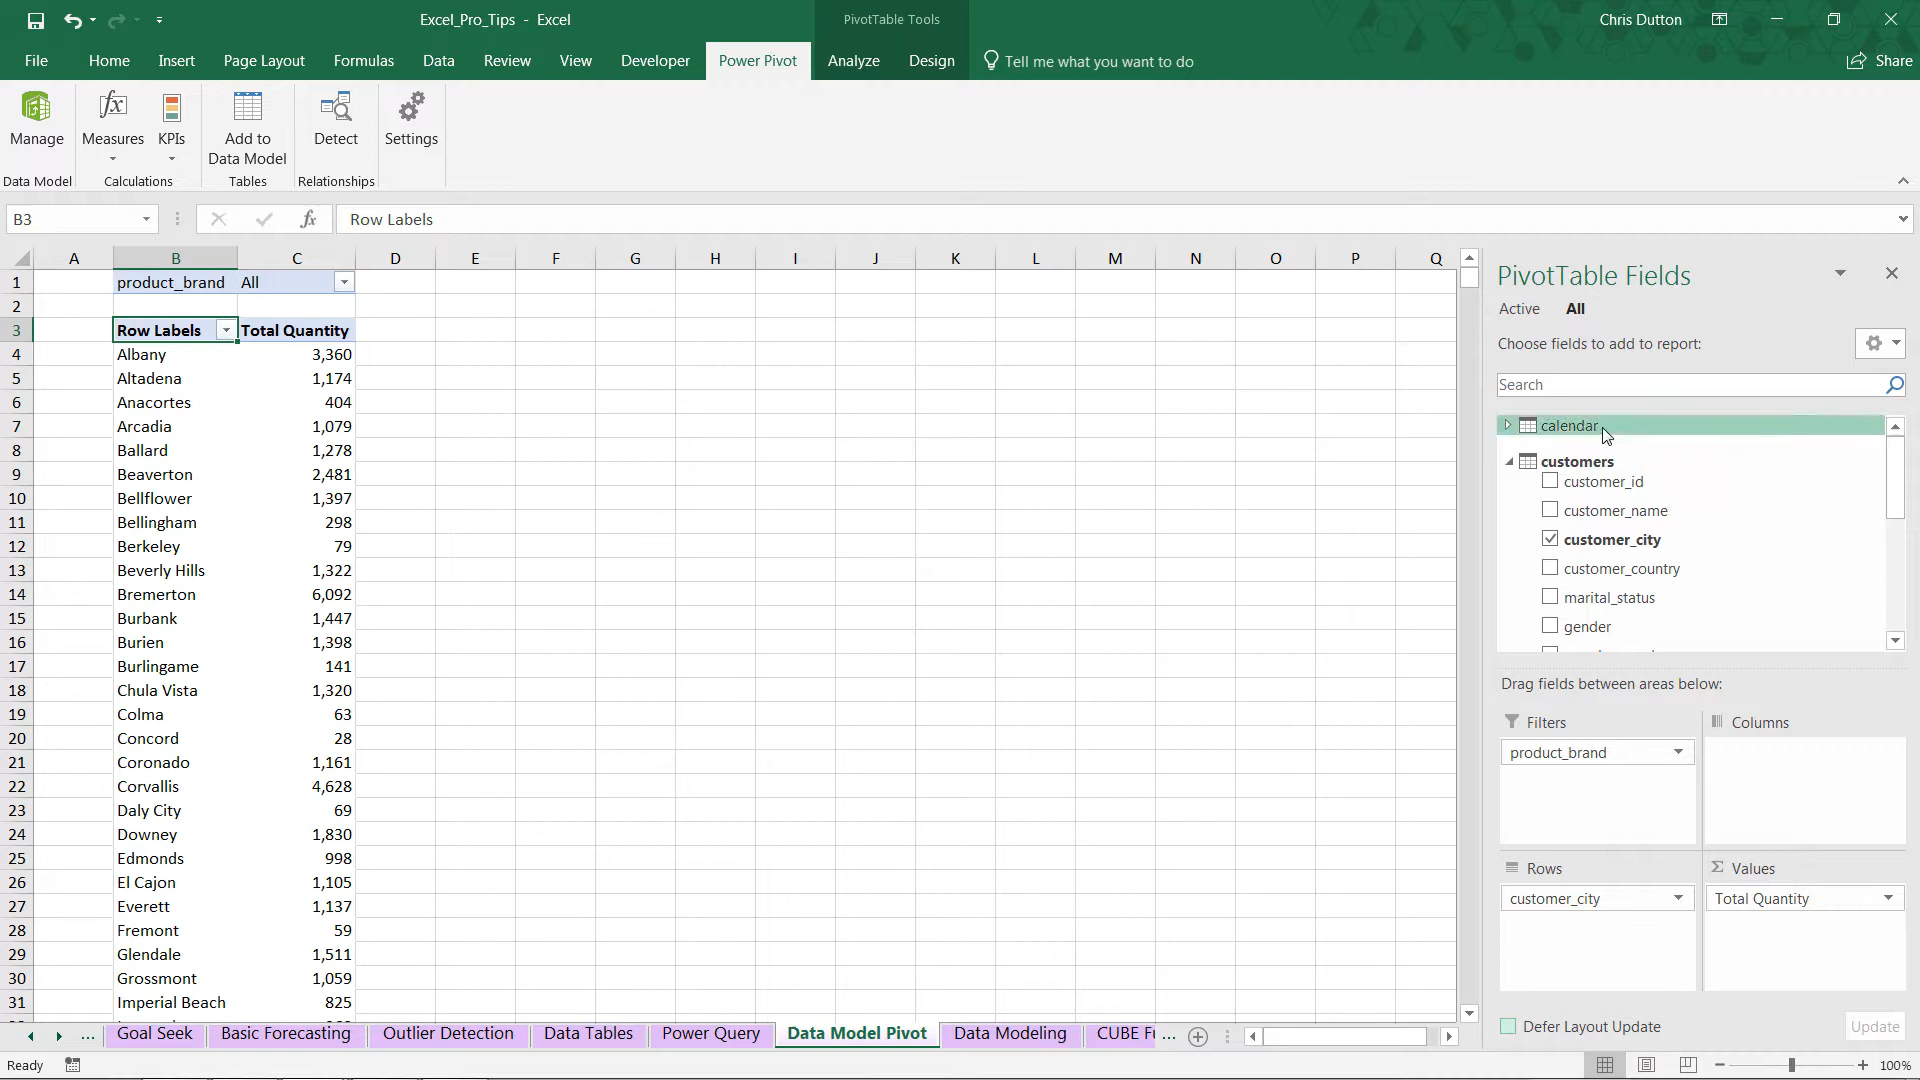 Excel_Pro_Tips - Excel
PivotTable Tools
Chris Dutton
File Home Insert Page Layout Formulas Data Review View Developer Power Pivot Analyze Design Tell me what you want to do Share
Manage Measures KPIs Add to Data Model Detect Settings
Data Model Calculations Tables Relationships
B3 fx Row Labels
A B C D E F G H I J K L M N O P Q
1 product_brand All
2
3 Row Labels Total Quantity
4 Albany 3,360
5 Altadena 1,174
6 Anacortes 404
7 Arcadia 1,079
8 Ballard 1,278
9 Beaverton 2,481
10 Bellflower 1,397
11 Bellingham 298
12 Berkeley 79
13 Beverly Hills 1,322
14 Bremerton 6,092
15 Burbank 1,447
16 Burien 1,398
17 Burlingame 141
18 Chula Vista 1,320
19 Colma 63
20 Concord 28
21 Coronado 1,161
22 Corvallis 4,628
23 Daly City 69
24 Downey 1,830
25 Edmonds 998
26 El Cajon 1,105
27 Everett 1,137
28 Fremont 59
29 Glendale 1,511
30 Grossmont 1,059
31 Imperial Beach 825
PivotTable Fields
Active All
Choose fields to add to report:
Search
calendar
customers
customer_id
customer_name
customer_city
customer_country
marital_status
gender
Drag fields between areas below:
Filters Columns
product_brand
Rows Σ Values
customer_city Total Quantity
Defer Layout Update Update
... Goal Seek Basic Forecasting Outlier Detection Data Tables Power Query Data Model Pivot Data Modeling CUBE Fu ...
Ready 100%